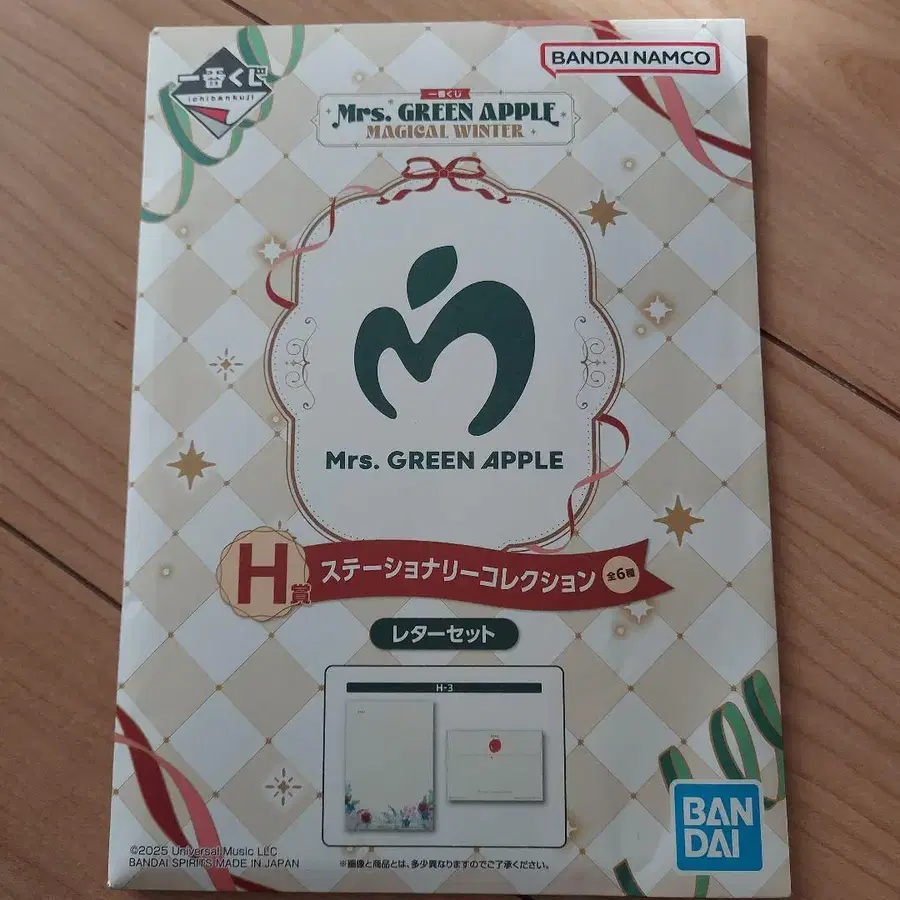 一番くじ
ichibankuji
BANDAI NAMCO
一番くじ
Mrs. GREEN APPLE
MAGICAL WINTER
Mrs. GREEN APPLE
H賞
ステーショナリーコレクション
全6種
レターセット
H-3
BAN
DAI
©2025 Universal Music LLC
BANDAI SPIRITS MADE IN JAPAN
※画像と商品とは、多少異なりますのでご了承ください。